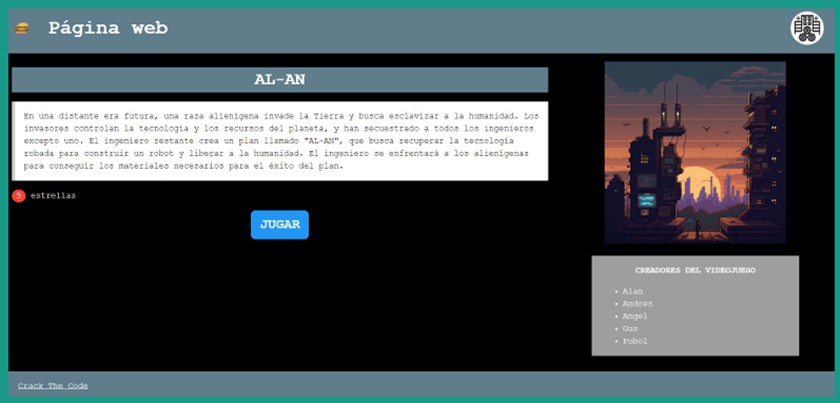 Página web
AL-AN
En una distante era futura, una raza alienígena invade la Tierra y busca esclavizar a la humanidad. Los
invasores controlan la tecnología y los recursos del planeta, y han secuestrado a todos los ingenieros
excepto uno. El ingeniero restante crea un plan llamado "AL-AN", que busca recuperar la tecnología
robada para construir un robot y liberar a la humanidad. El ingeniero se enfrentará a los alienígenas
para conseguir los materiales necesarios para el éxito del plan.
5 estrellas
JUGAR
CREADORES DEL VIDEOJUEGO
• Alan
• Andres
• Angel
• Gus
• Pobol
Crack The Code